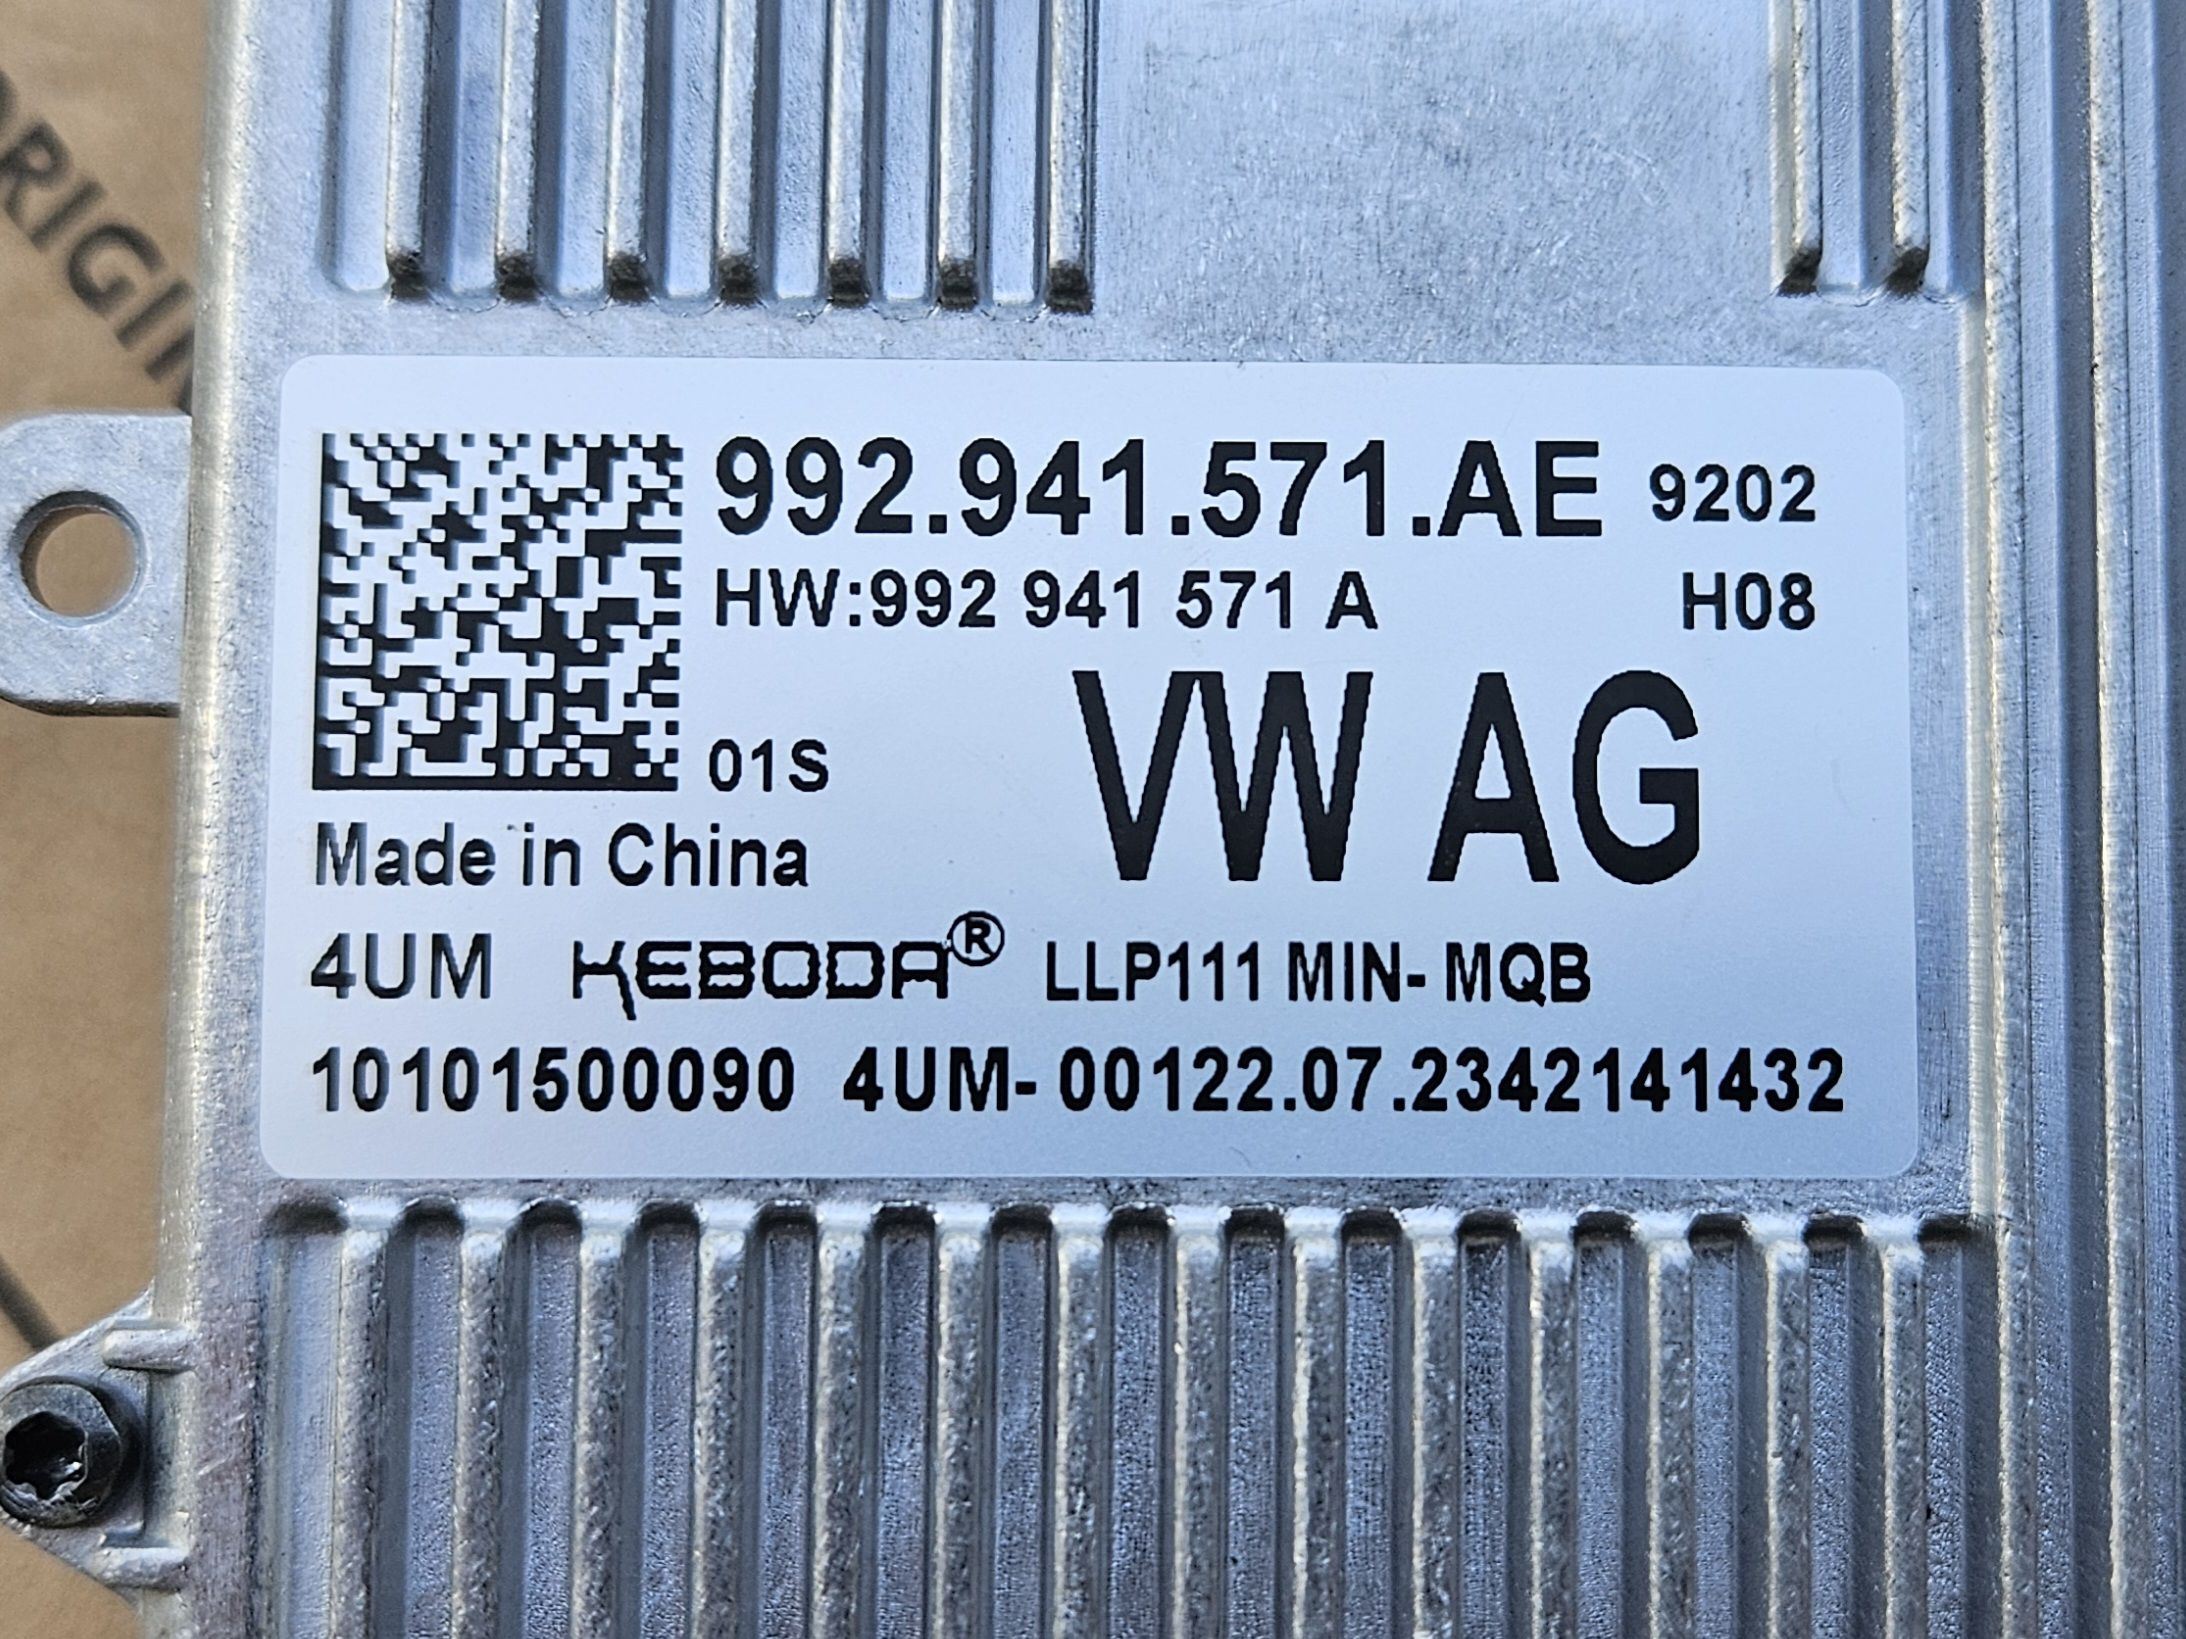 ORIGI
992.941.571.AE 9202
HW:992 941 571 A H08
VW AG
01S
Made in China
4UM KEBODA® LLP111 MIN- MQB
10101500090 4UM- 00122.07.2342141432